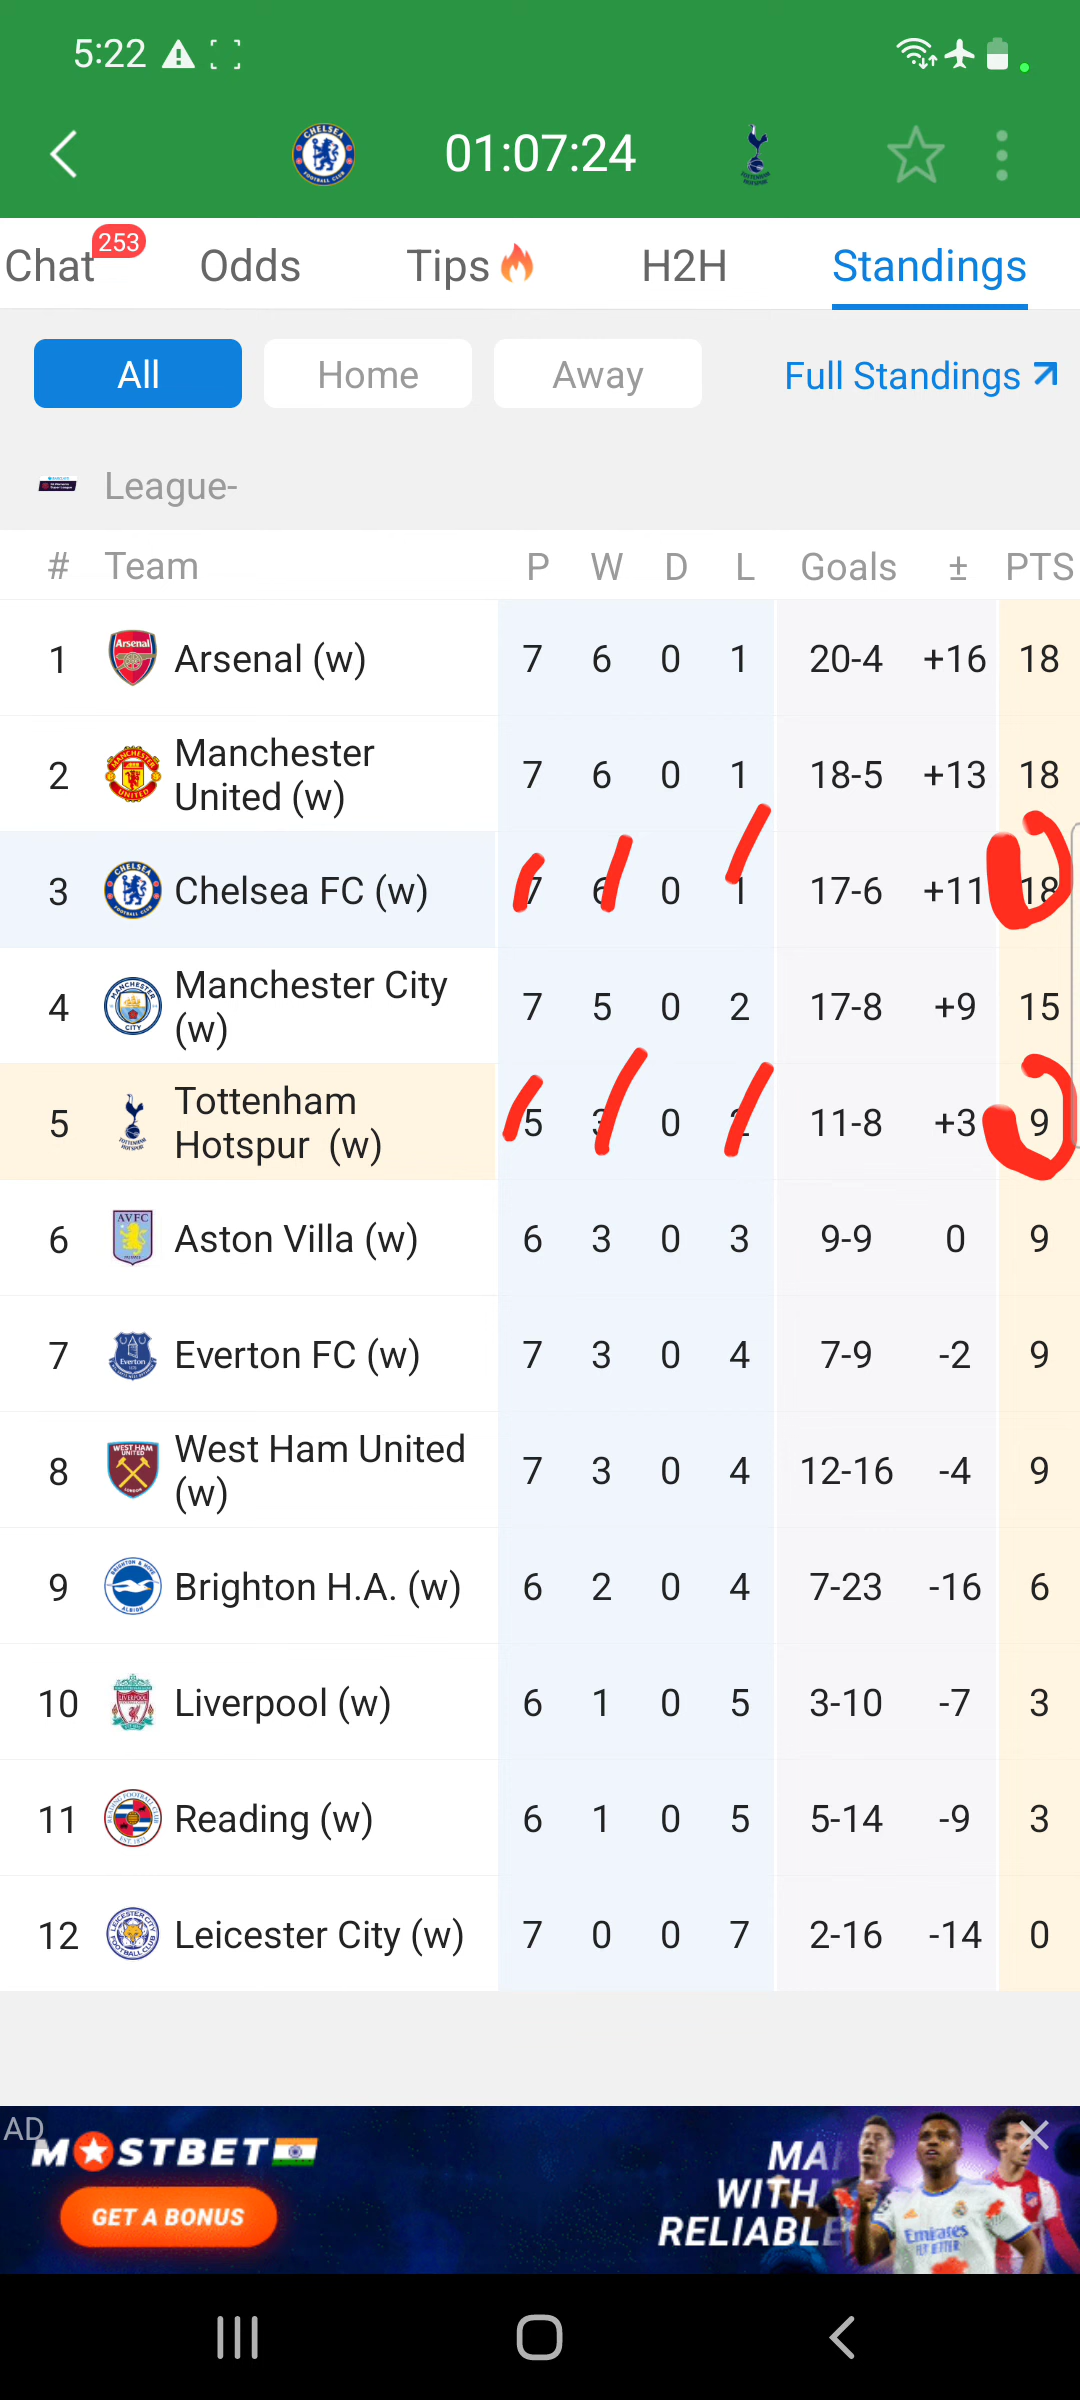 5:22
01:07:24
Chat 253 Odds Tips H2H Standings
All Home Away Full Standings
League-
# Team P W D L Goals ± PTS
1 Arsenal (w) 7 6 0 1 20-4 +16 18
2 Manchester United (w) 7 6 0 1 18-5 +13 18
3 Chelsea FC (w) 7 6 0 1 17-6 +11 18
4 Manchester City (w) 7 5 0 2 17-8 +9 15
5 Tottenham Hotspur (w) 5 3 0 2 11-8 +3 9
6 Aston Villa (w) 6 3 0 3 9-9 0 9
7 Everton FC (w) 7 3 0 4 7-9 -2 9
8 West Ham United (w) 7 3 0 4 12-16 -4 9
9 Brighton H.A. (w) 6 2 0 4 7-23 -16 6
10 Liverpool (w) 6 1 0 5 3-10 -7 3
11 Reading (w) 6 1 0 5 5-14 -9 3
12 Leicester City (w) 7 0 0 7 2-16 -14 0
AD
MOSTBET
GET A BONUS
WITH
RELIABLE